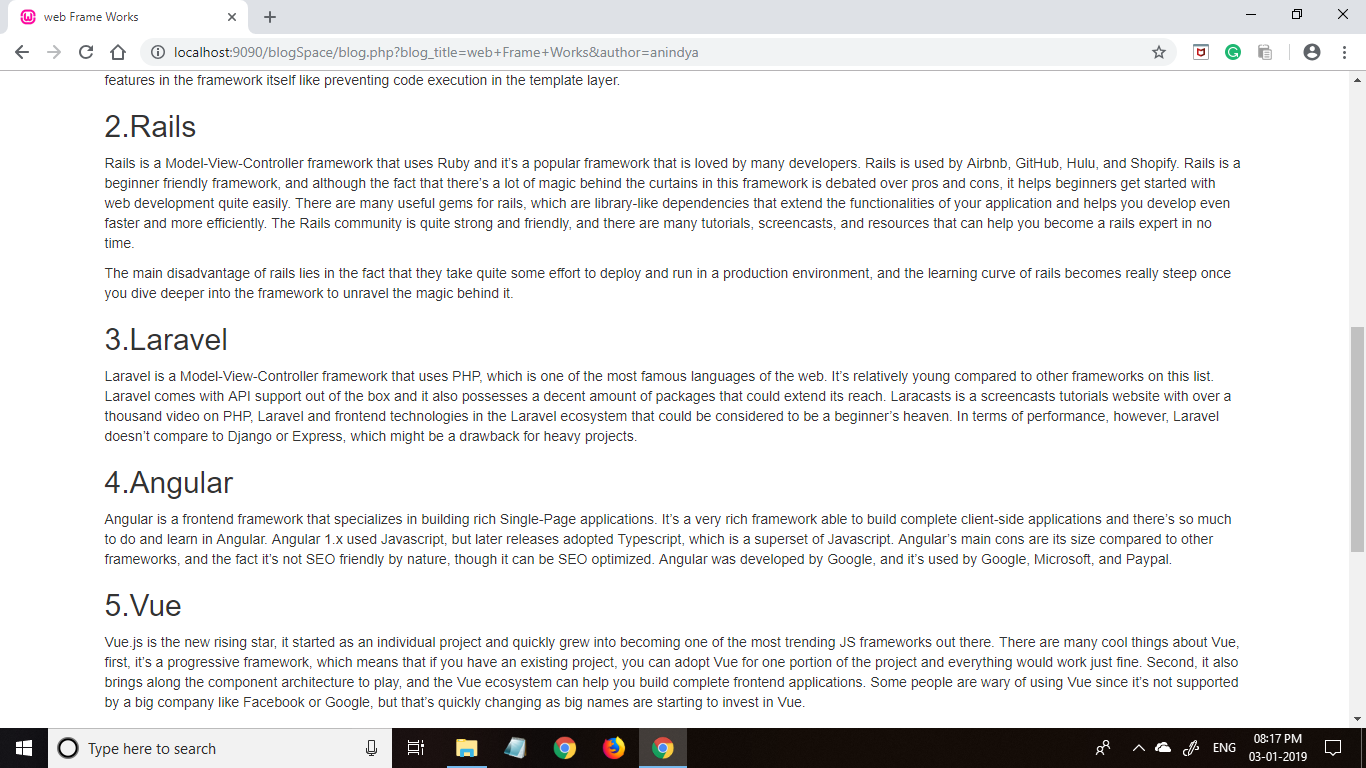 web Frame Works
localhost:9090/blogSpace/blog.php?blog_title=web+Frame+Works&author=anindya
features in the framework itself like preventing code execution in the template layer.
2.Rails
Rails is a Model-View-Controller framework that uses Ruby and it’s a popular framework that is loved by many developers. Rails is used by Airbnb, GitHub, Hulu, and Shopify. Rails is a
beginner friendly framework, and although the fact that there’s a lot of magic behind the curtains in this framework is debated over pros and cons, it helps beginners get started with
web development quite easily. There are many useful gems for rails, which are library-like dependencies that extend the functionalities of your application and helps you develop even
faster and more efficiently. The Rails community is quite strong and friendly, and there are many tutorials, screencasts, and resources that can help you become a rails expert in no
time.
The main disadvantage of rails lies in the fact that they take quite some effort to deploy and run in a production environment, and the learning curve of rails becomes really steep once
you dive deeper into the framework to unravel the magic behind it.
3.Laravel
Laravel is a Model-View-Controller framework that uses PHP, which is one of the most famous languages of the web. It’s relatively young compared to other frameworks on this list.
Laravel comes with API support out of the box and it also possesses a decent amount of packages that could extend its reach. Laracasts is a screencasts tutorials website with over a
thousand video on PHP, Laravel and frontend technologies in the Laravel ecosystem that could be considered to be a beginner’s heaven. In terms of performance, however, Laravel
doesn’t compare to Django or Express, which might be a drawback for heavy projects.
4.Angular
Angular is a frontend framework that specializes in building rich Single-Page applications. It’s a very rich framework able to build complete client-side applications and there’s so much
to do and learn in Angular. Angular 1.x used Javascript, but later releases adopted Typescript, which is a superset of Javascript. Angular’s main cons are its size compared to other
frameworks, and the fact it’s not SEO friendly by nature, though it can be SEO optimized. Angular was developed by Google, and it’s used by Google, Microsoft, and Paypal.
5.Vue
Vue.js is the new rising star, it started as an individual project and quickly grew into becoming one of the most trending JS frameworks out there. There are many cool things about Vue,
first, it’s a progressive framework, which means that if you have an existing project, you can adopt Vue for one portion of the project and everything would work just fine. Second, it also
brings along the component architecture to play, and the Vue ecosystem can help you build complete frontend applications. Some people are wary of using Vue since it’s not supported
by a big company like Facebook or Google, but that’s quickly changing as big names are starting to invest in Vue.
Type here to search
ENG
08:17 PM
03-01-2019